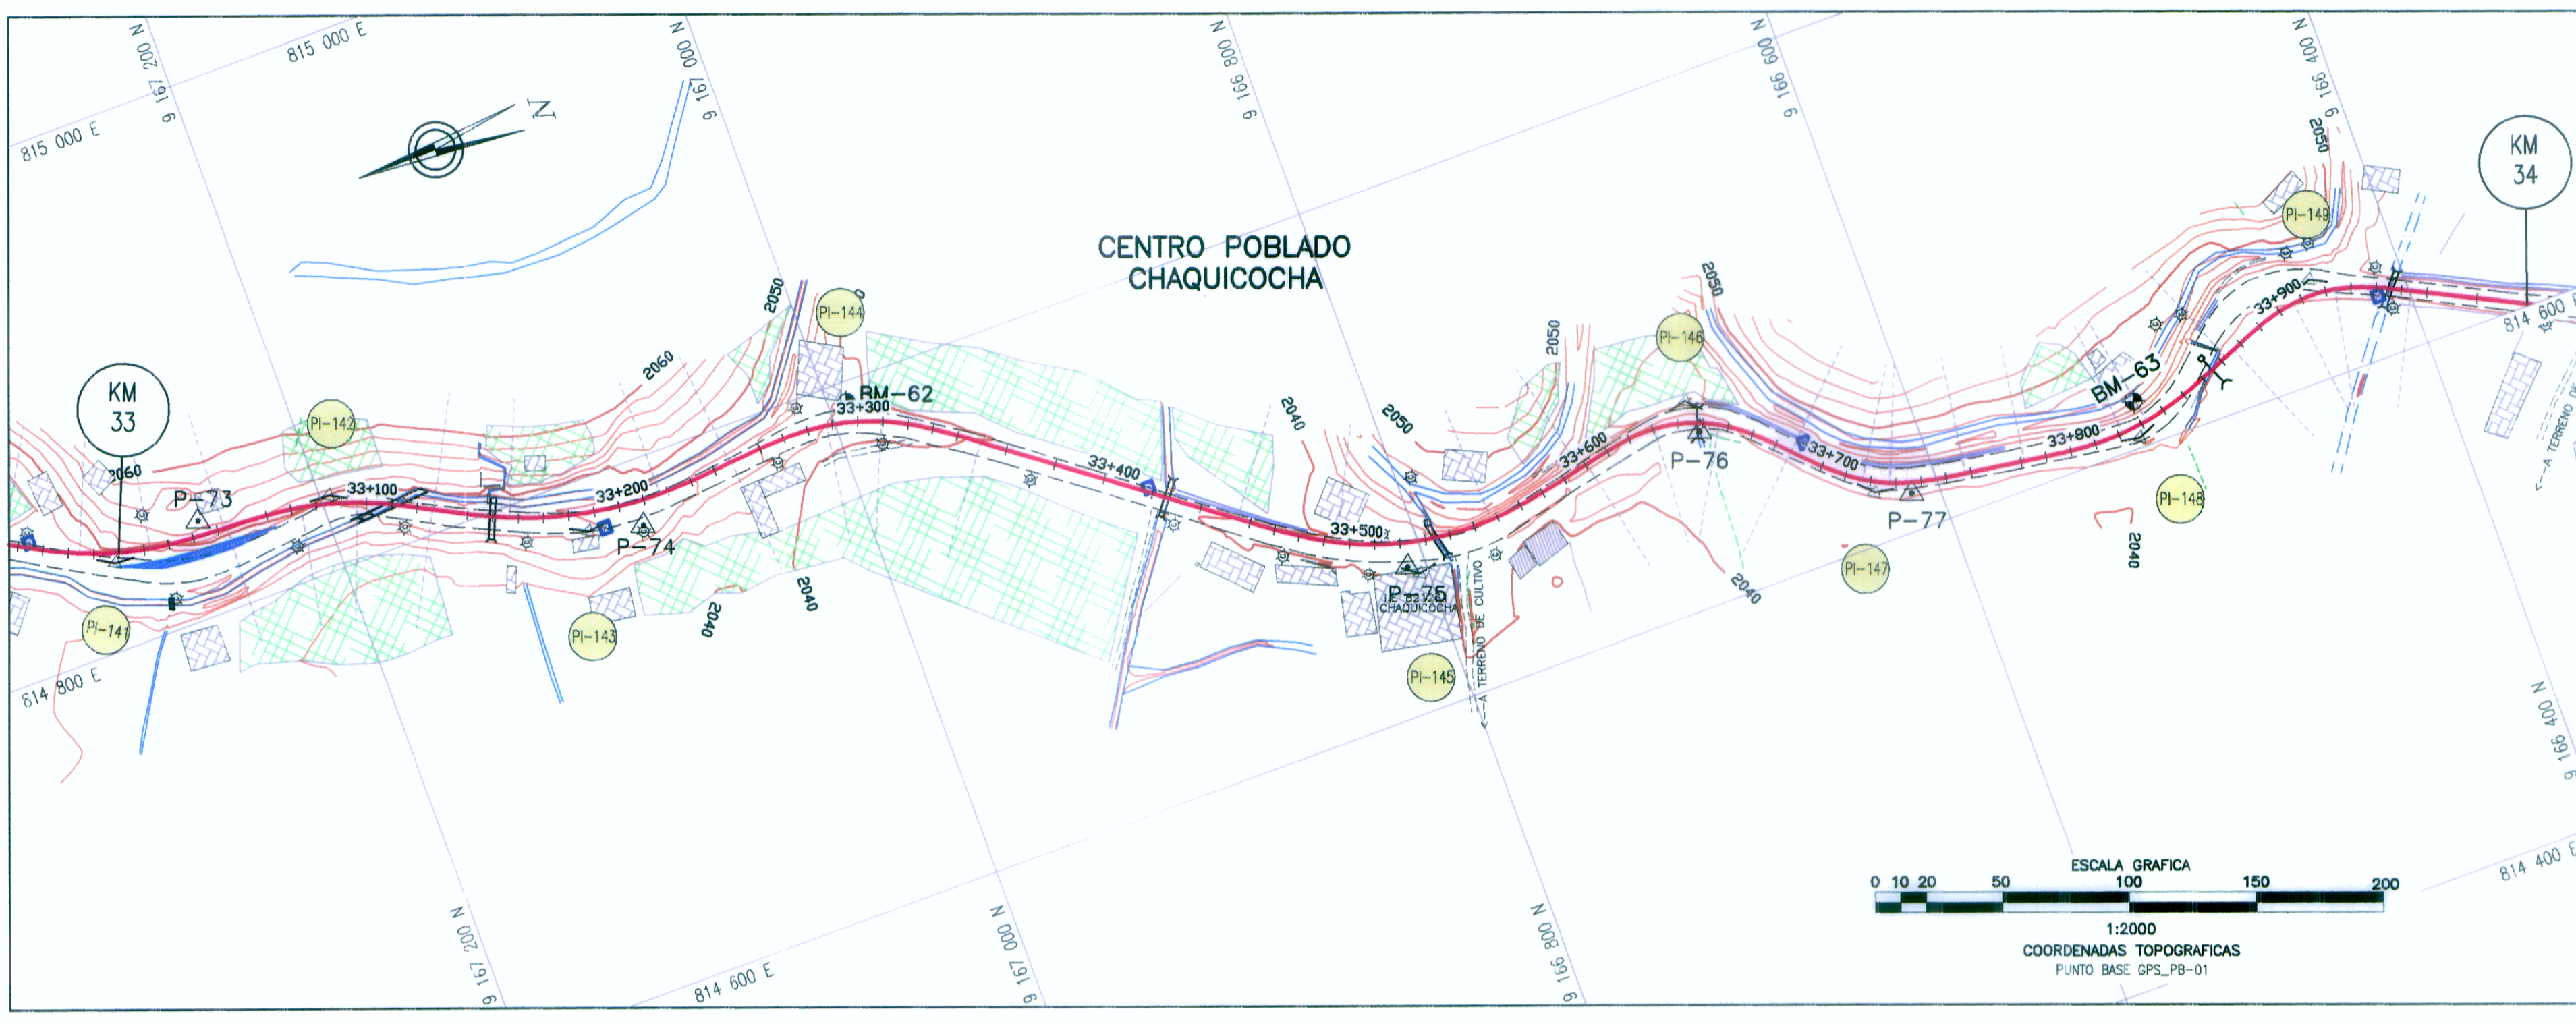 9 167 200 N
815 000 E
9 167 000 N
9 166 800 N
9 166 600 N
9 166 400 N
815 000 E
N
CENTRO POBLADO
CHAQUICOCHA
KM
33
KM
34
PI-141
PI-142
PI-143
PI-144
PI-145
PI-146
PI-147
PI-148
PI-149
P-73
P-74
P-75
P-76
P-77
BM-62
BM-63
33+100
33+200
33+300
33+400
33+500
33+600
33+700
33+800
33+900
2060
2060
2050
2040
2040
2040
2050
2050
2040
2050
2040
2050
CHAQUICOCHA
<---A TERRENO DE CULTIVO
<---A TERRENO DE
814 800 E
814 600 E
814 600 E
814 400 E
9 167 200 N
9 167 000 N
9 166 800 N
166 400 N
ESCALA GRAFICA
0 10 20 50 100 150 200
1:2000
COORDENADAS TOPOGRAFICAS
PUNTO BASE GPS_PB-01